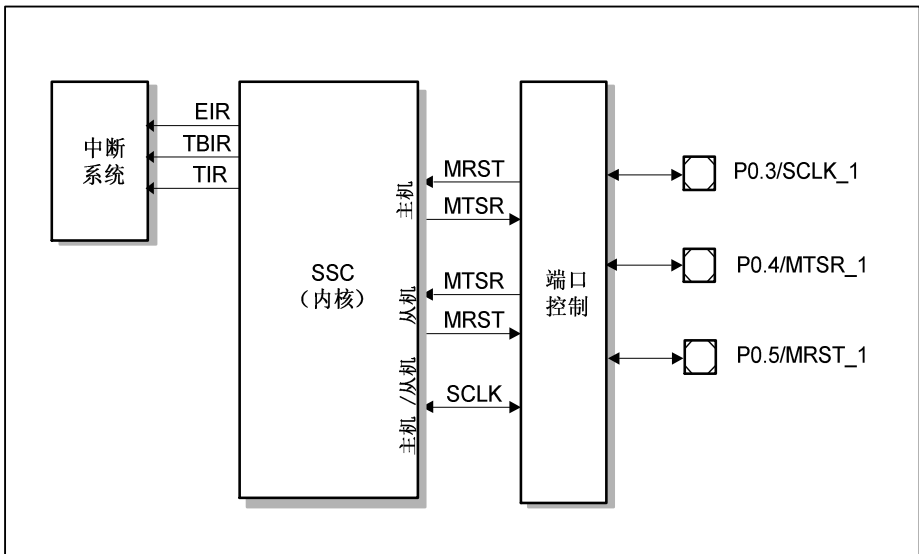 中断
系统
EIR
TBIR
TIR
SSC
（内核）
主机
从机
主机 /从机
MRST
MTSR
MTSR
MRST
SCLK
端口
控制
P0.3/SCLK_1
P0.4/MTSR_1
P0.5/MRST_1